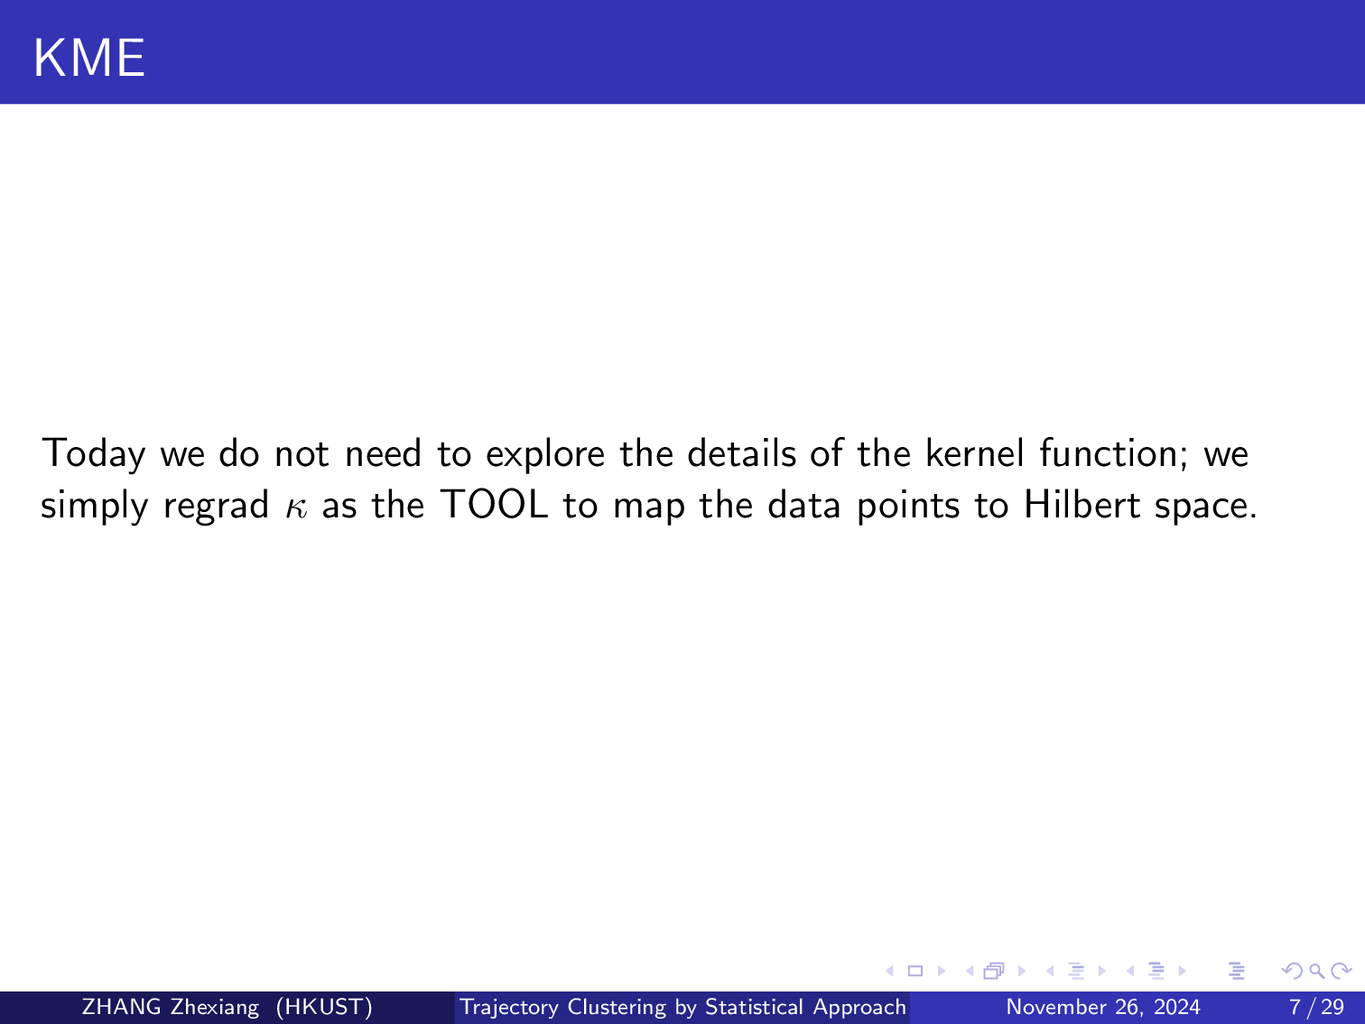 KME
Today we do not need to explore the details of the kernel function; we
simply regrad κ as the TOOL to map the data points to Hilbert space.
ZHANG Zhexiang (HKUST) Trajectory Clustering by Statistical Approach November 26, 2024 7 / 29